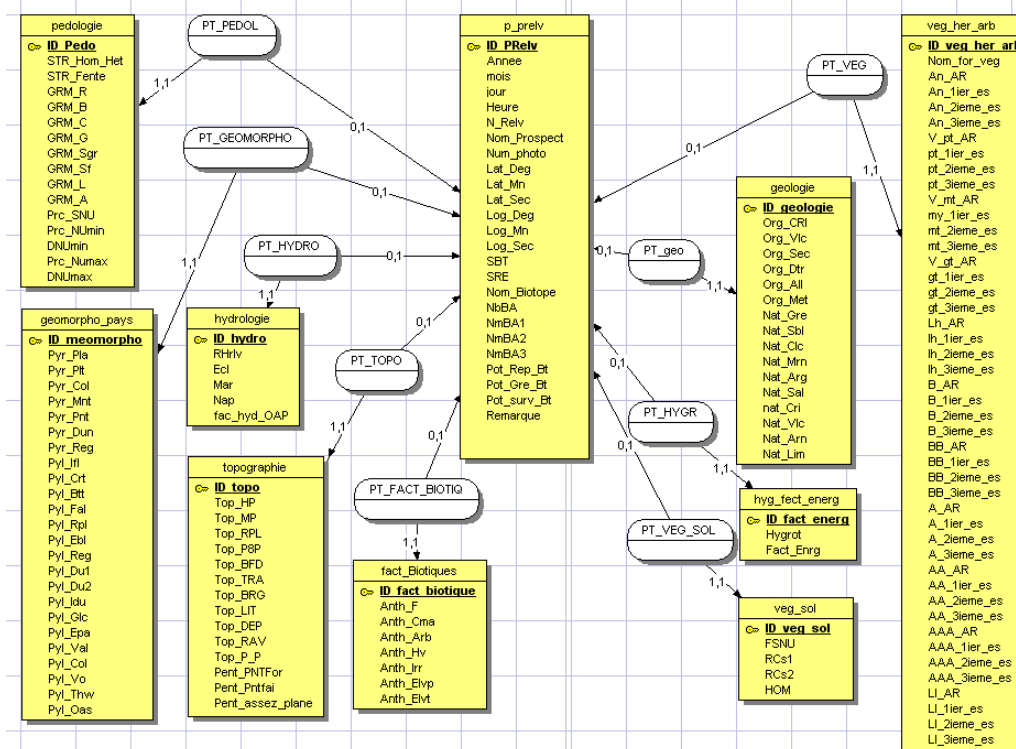 pedologie
ID_Pedo
STR_Hom_Het
STR_Fente
GRM_R
GRM_B
GRM_C
GRM_G
GRM_Sgr
GRM_Sf
GRM_L
GRM_A
Prc_SNU
Prc_NUmin
DNUmin
Prc_Numax
DNUmax
PT_PEDOL
1,1
0,1
PT_GEOMORPHO
1,1
0,1
PT_HYDRO
1,1
0,1
geomorpho_pays
ID_meomorpho
Pyr_Pla
Pyr_Plt
Pyr_Col
Pyr_Mnt
Pyr_Pnt
Pyr_Dun
Pyr_Reg
Pyl_Ifl
Pyl_Crt
Pyl_Btt
Pyl_Fal
Pyl_Rpl
Pyl_Ebl
Pyl_Reg
Pyl_Du1
Pyl_Du2
Pyl_Idu
Pyl_Glc
Pyl_Epa
Pyl_Val
Pyl_Col
Pyl_Vo
Pyl_Thw
Pyl_Oas
hydrologie
ID_hydro
RHrlv
Ecl
Mar
Nap
fac_hyd_OAP
PT_TOPO
0,1
1,1
topographie
ID_topo
Top_HP
Top_MP
Top_RPL
Top_P8P
Top_BFD
Top_TRA
Top_BRG
Top_LIT
Top_DEP
Top_RAV
Top_P_P
Pent_PNTFor
Pent_Pntfai
Pent_assez_plane
PT_FACT_BIOTIQ
0,1
1,1
fact_Biotiques
ID_fact_biotique
Anth_F
Anth_Cma
Anth_Arb
Anth_Hv
Anth_Irr
Anth_Elvp
Anth_Elvt
p_prelv
ID_PRelv
Annee
mois
jour
Heure
N_Relv
Nom_Prospect
Num_photo
Lat_Deg
Lat_Mn
Lat_Sec
Log_Deg
Log_Mn
Log_Sec
SBT
SRE
Nom_Biotope
NbBA
NmBA1
NmBA2
NmBA3
Pot_Rep_Bt
Pot_Gre_Bt
Pot_surv_Bt
Remarque
PT_VEG
0,1
1,1
PT_geo
0,1
1,1
geologie
ID_geologie
Org_CRI
Org_Vlc
Org_Sec
Org_Dtr
Org_All
Org_Met
Nat_Gre
Nat_Sbl
Nat_Clc
Nat_Mrn
Nat_Arg
Nat_Sal
nat_Cri
Nat_Vlc
Nat_Arn
Nat_Lim
PT_HYGR
0,1
1,1
hyg_fect_energ
ID_fact_energ
Hygrot
Fact_Enrg
PT_VEG_SOL
0,1
1,1
veg_sol
ID_veg_sol
FSNU
RCs1
RCs2
HOM
veg_her_arb
ID_veg_her_arl
Nom_for_veg
An_AR
An_1ier_es
An_2ieme_es
An_3ieme_es
V_pt_AR
pt_1ier_es
pt_2ieme_es
pt_3ieme_es
V_mt_AR
my_1ier_es
mt_2ieme_es
mt_3ieme_es
V_gt_AR
gt_1ier_es
gt_2ieme_es
gt_3ieme_es
Lh_AR
lh_1ier_es
lh_2ieme_es
lh_3ieme_es
B_AR
B_1ier_es
B_2ieme_es
B_3ieme_es
BB_AR
BB_1ier_es
BB_2ieme_es
BB_3ieme_es
A_AR
A_1ier_es
A_2ieme_es
A_3ieme_es
AA_AR
AA_1ier_es
AA_2ieme_es
AA_3ieme_es
AAA_AR
AAA_1ier_es
AAA_2ieme_es
AAA_3ieme_es
LI_AR
LI_1ier_es
LI_2ieme_es
LI_3ieme_es